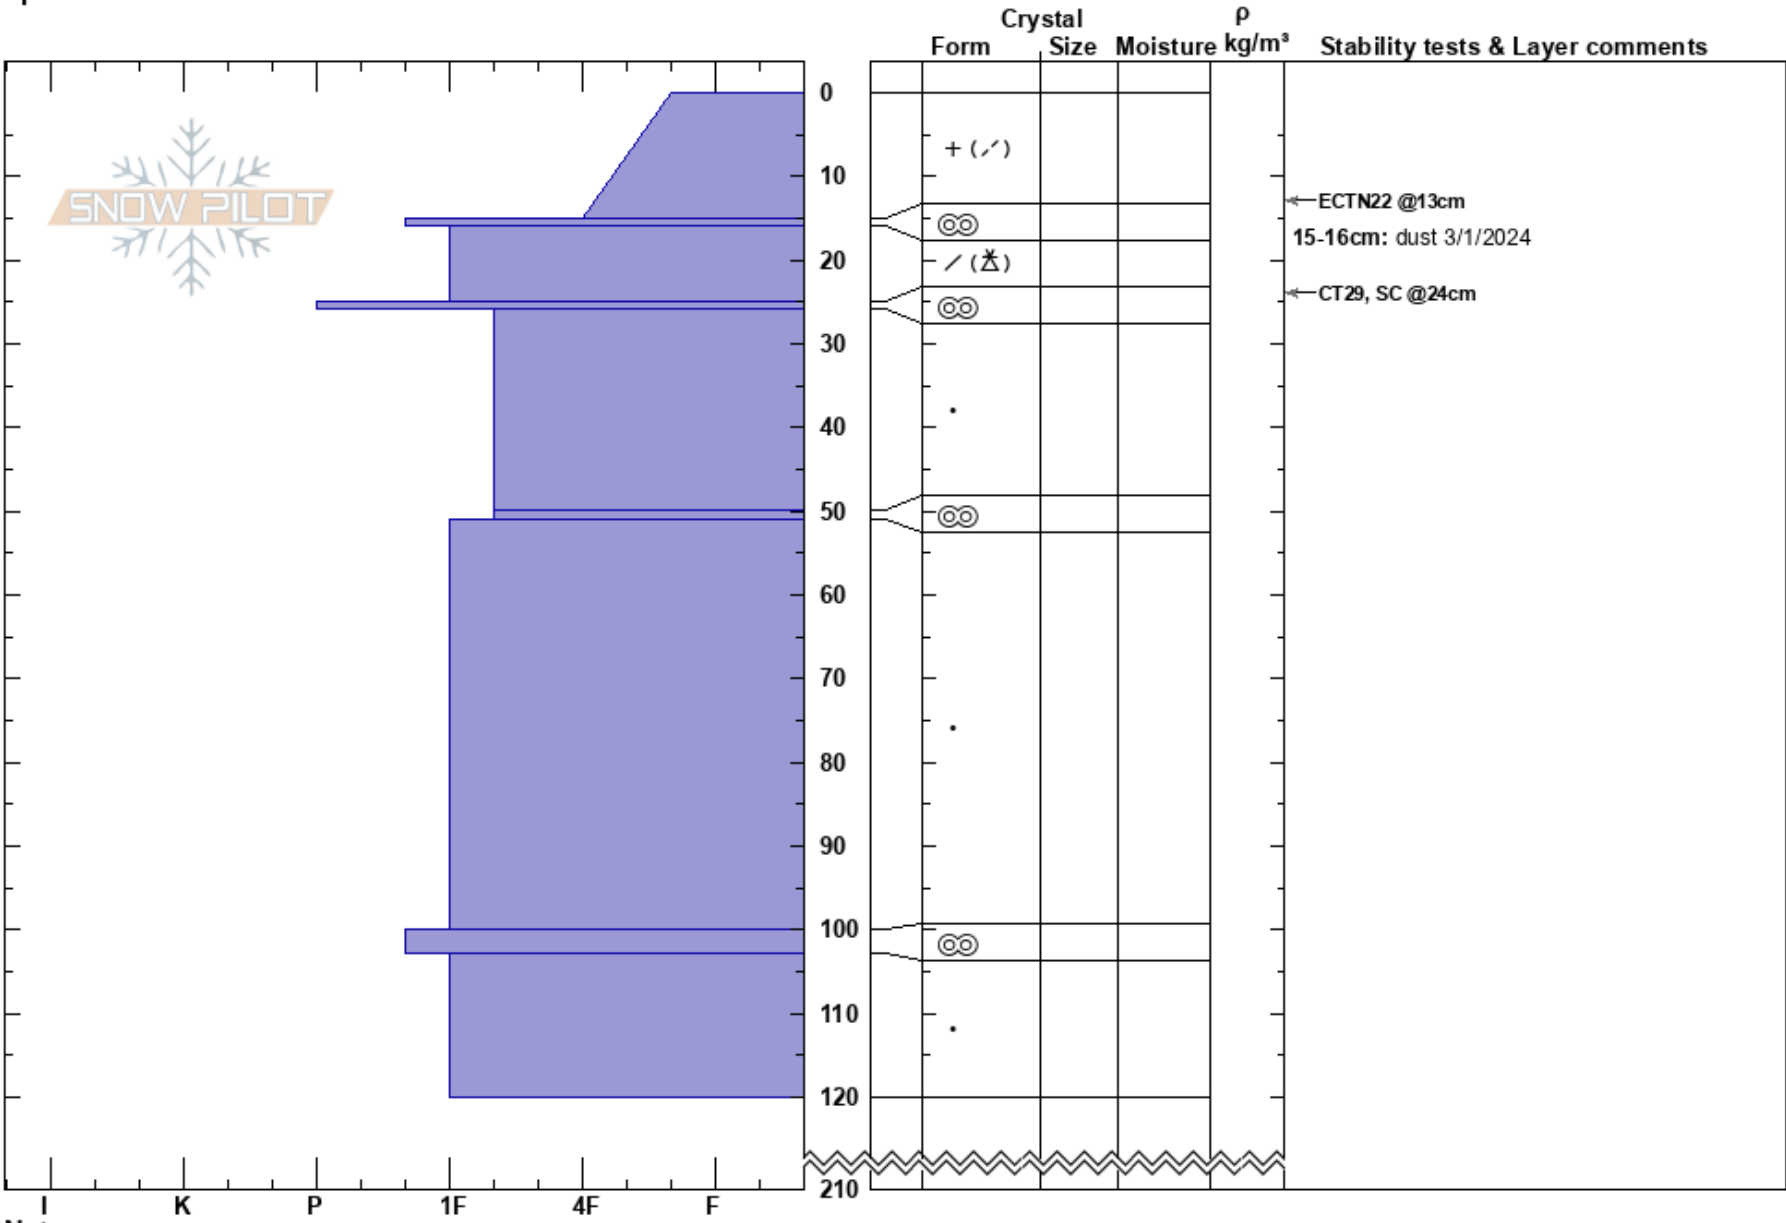 Crystal ρ
Form Size Moisture kg/m³ Stability tests & Layer comments
SNOW PILOT
0
10
ECTN22 @13cm
15-16cm: dust 3/1/2024
20
CT29, SC @24cm
30
40
50
60
70
80
90
100
110
120
210
I K P 1F 4F F